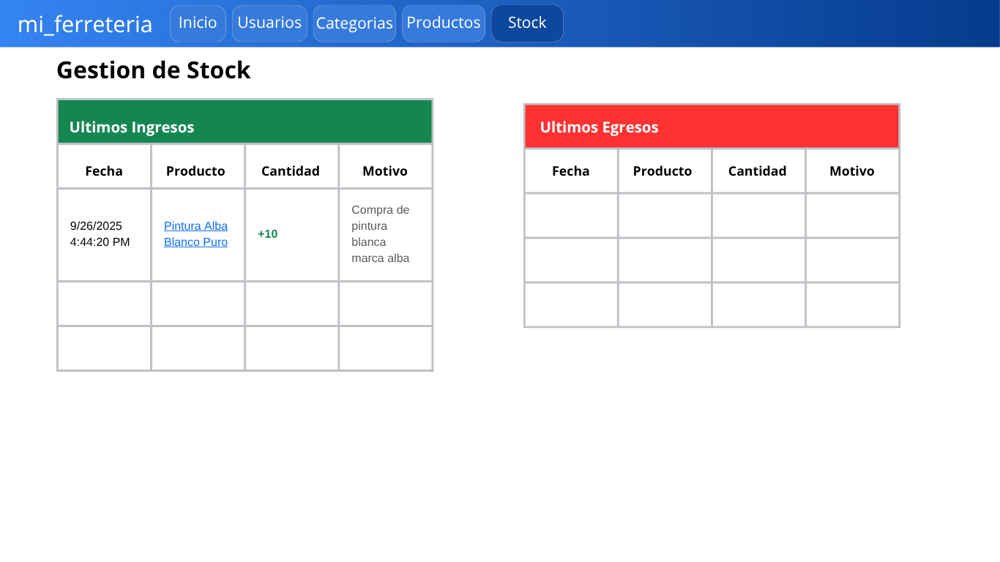 mi_ferreteria Inicio Usuarios Categorias Productos Stock
Gestion de Stock
Ultimos Ingresos
Fecha Producto Cantidad Motivo
9/26/2025
4:44:20 PM
Pintura Alba
Blanco Puro
+10
Compra de
pintura
blanca
marca alba
Ultimos Egresos
Fecha Producto Cantidad Motivo